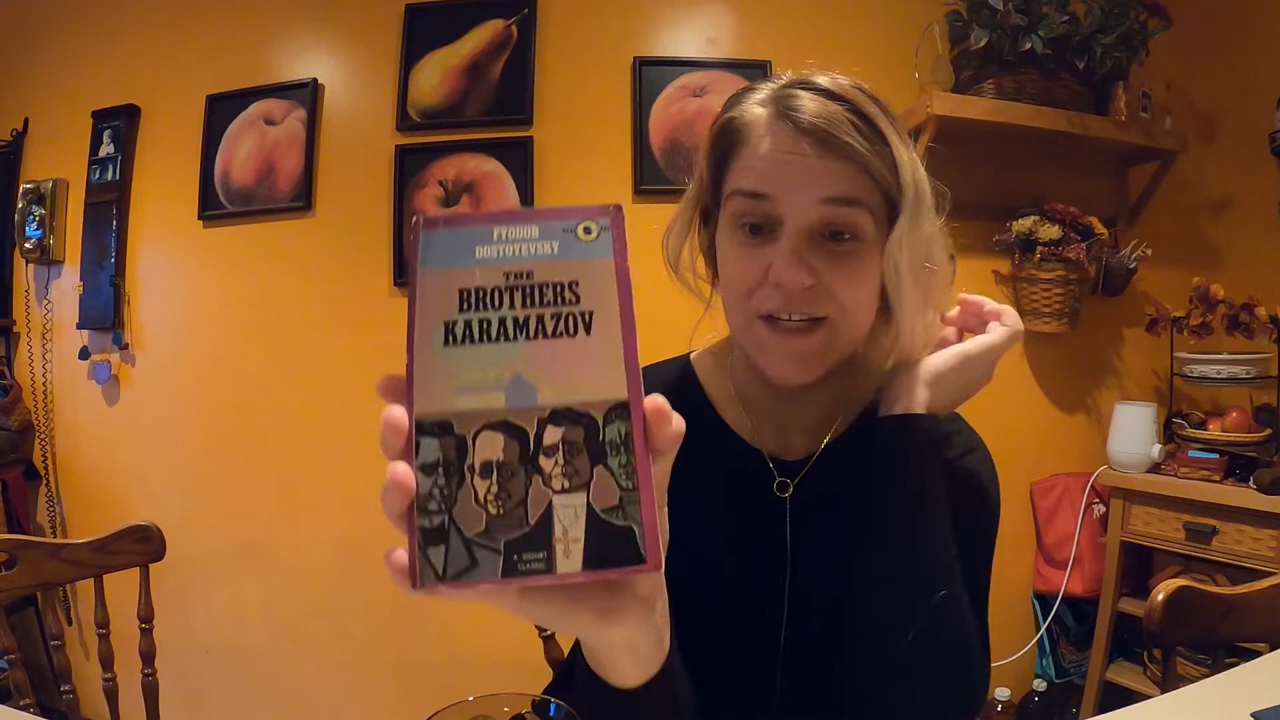 FYODOR
DOSTOYEVSKY
THE
BROTHERS
KARAMAZOV
A SIGNET
CLASSIC